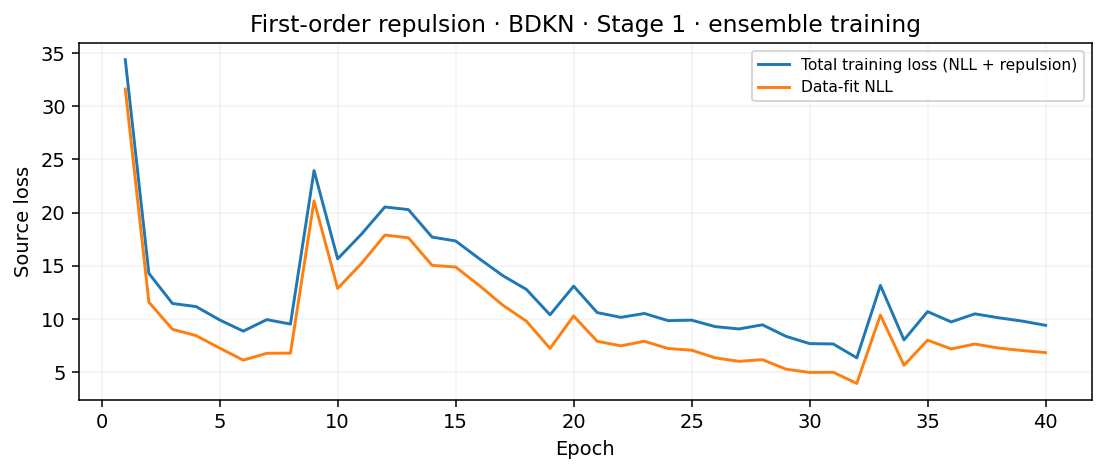 First-order repulsion · BDKN · Stage 1 · ensemble training
Total training loss (NLL + repulsion)
Data-fit NLL
Source loss
35
30
25
20
15
10
5
0 5 10 15 20 25 30 35 40
Epoch